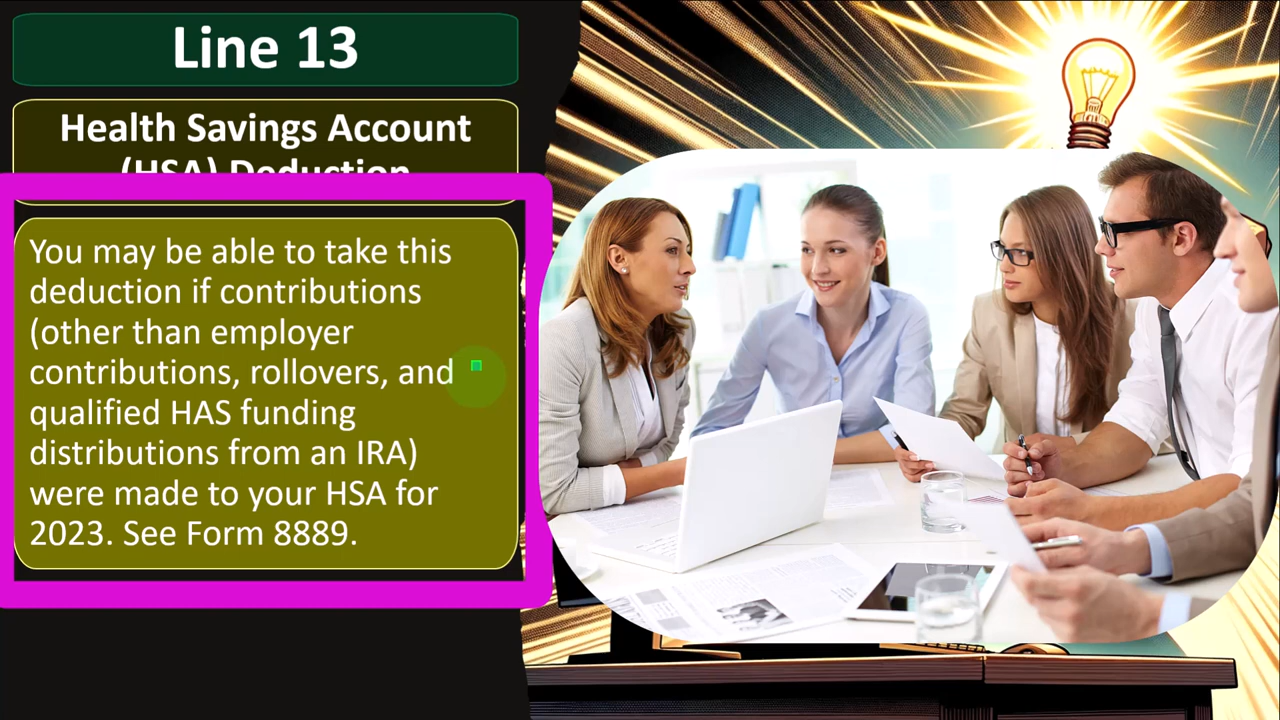 Line 13
Health Savings Account
(HSA) Deduction
You may be able to take this
deduction if contributions
(other than employer
contributions, rollovers, and
qualified HAS funding
distributions from an IRA)
were made to your HSA for
2023. See Form 8889.